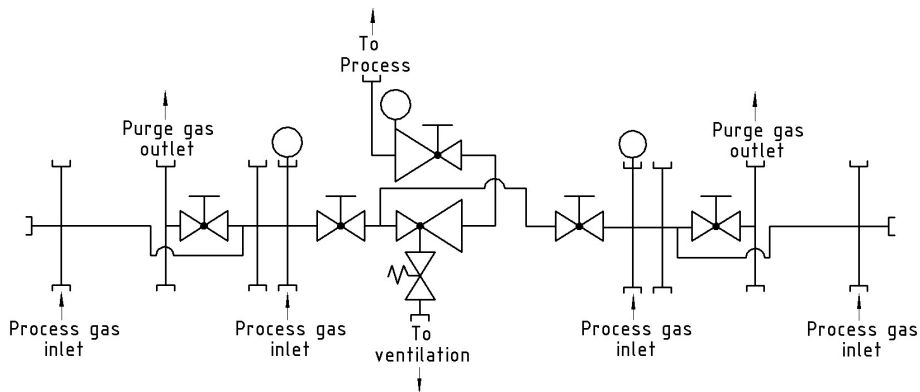 To
Process
Purge gas
outlet
Purge gas
outlet
Process gas
inlet
Process gas
inlet
To
ventilation
Process gas
inlet
Process gas
inlet